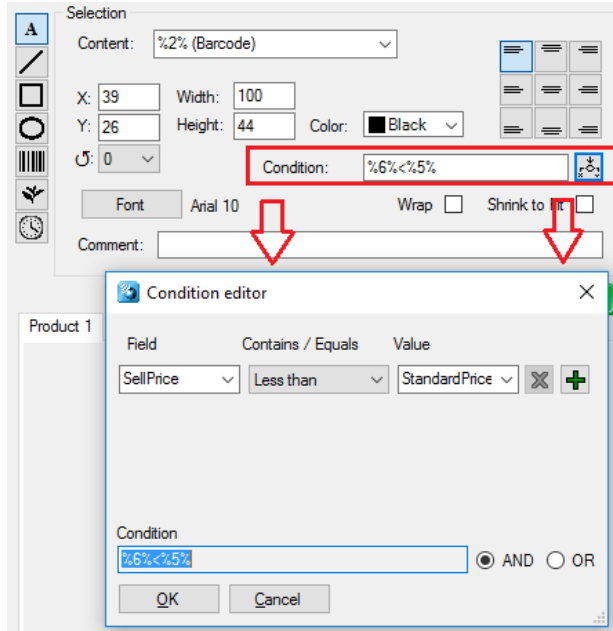 Selection
A
Content: %2% (Barcode)
X: 39 Width: 100
Y: 26 Height: 44 Color: Black
0 Condition: %6%<%5%
Font Arial 10 Wrap Shrink to fit
Comment:
Condition editor
Product 1
Field Contains / Equals Value
SellPrice Less than StandardPrice
Condition
%6%<%5% AND OR
OK Cancel